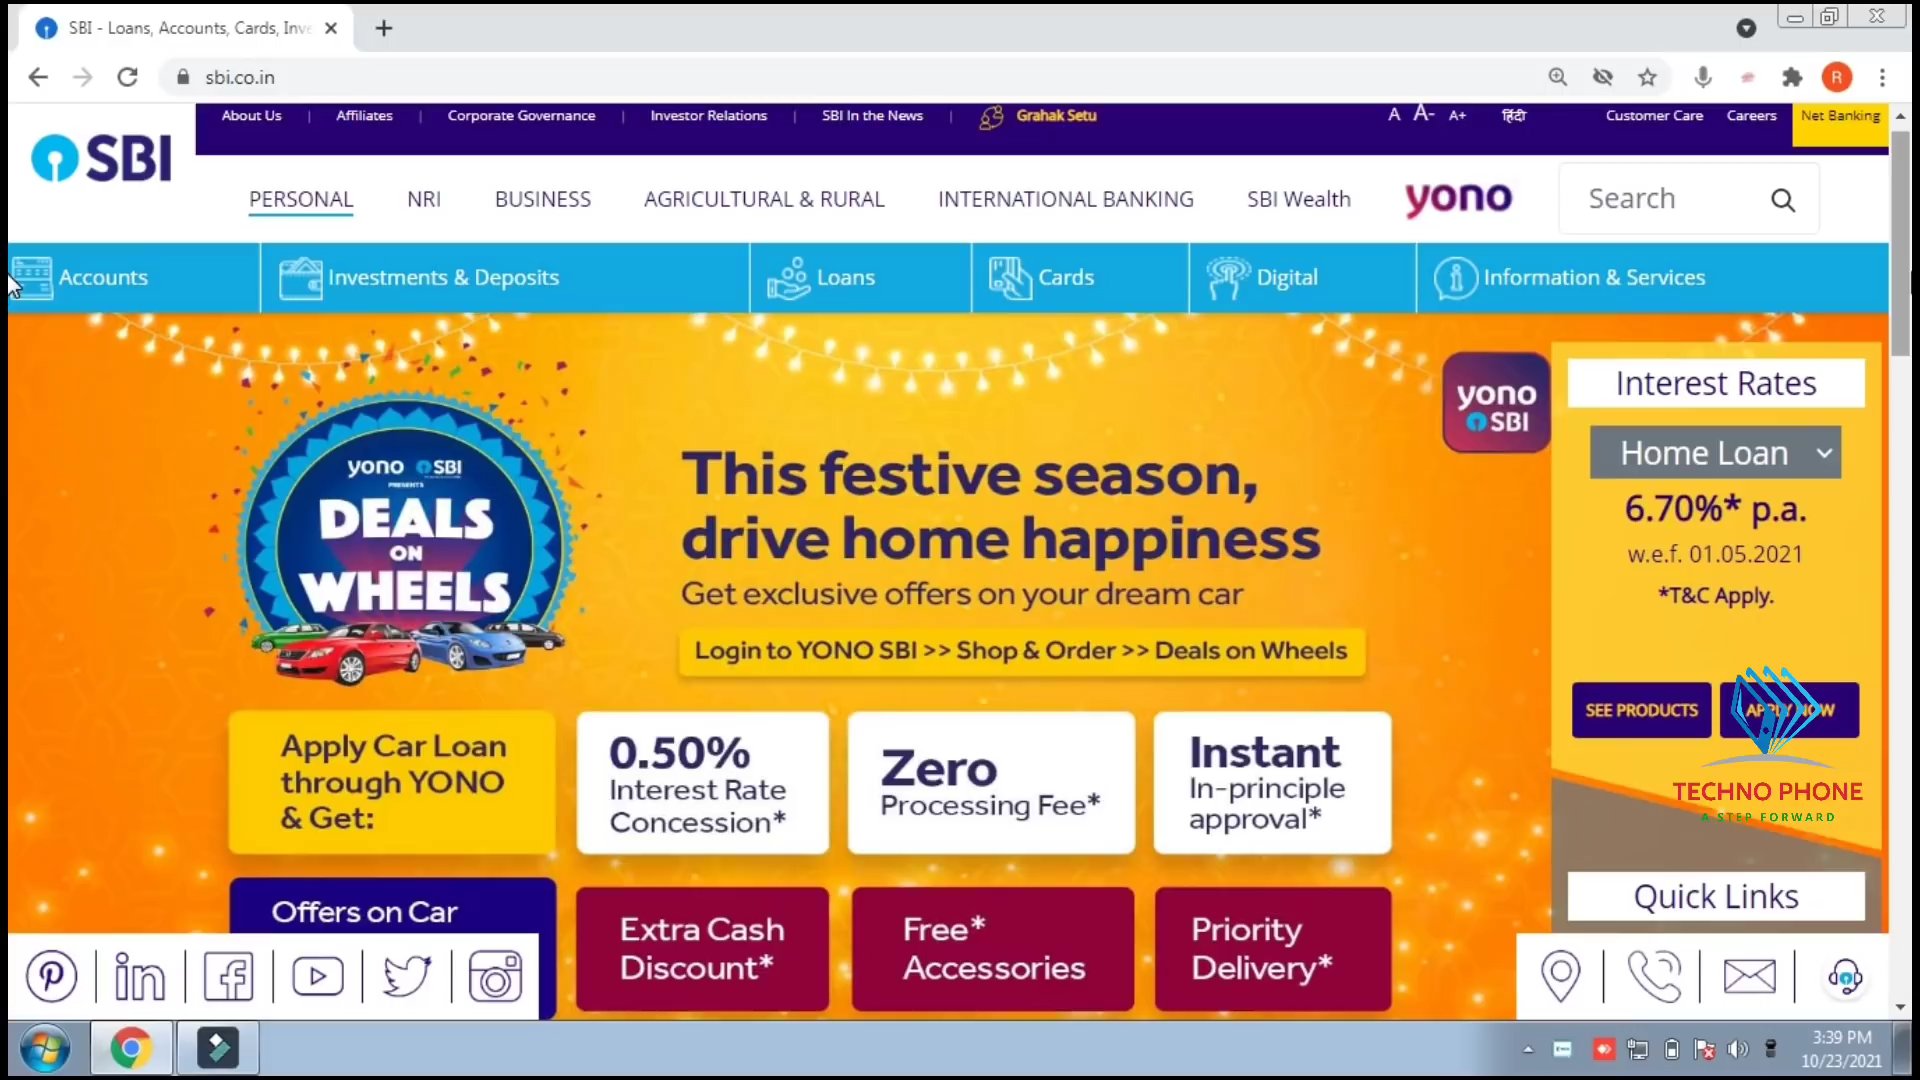 SBI - Loans, Accounts, Cards, Inve
sbi.co.in
R
About Us | Affiliates | Corporate Governance | Investor Relations | SBI In the News | Grahak Setu
A A- A+ हिंदी Customer Care Careers Net Banking
SBI
PERSONAL NRI BUSINESS AGRICULTURAL & RURAL INTERNATIONAL BANKING SBI Wealth yono Search
Accounts Investments & Deposits Loans Cards Digital Information & Services
yono SBI
PRESENTS
DEALS
ON
WHEELS
This festive season,
drive home happiness
Get exclusive offers on your dream car
Login to YONO SBI >> Shop & Order >> Deals on Wheels
yono
SBI
Apply Car Loan
through YONO
& Get:
0.50%
Interest Rate
Concession*
Zero
Processing Fee*
Instant
In-principle
approval*
Offers on Car
Extra Cash
Discount*
Free*
Accessories
Priority
Delivery*
Interest Rates
Home Loan
6.70%* p.a.
w.e.f. 01.05.2021
*T&C Apply.
SEE PRODUCTS
APPLY NOW
TECHNO PHONE
A STEP FORWARD
Quick Links
3:39 PM
10/23/2021